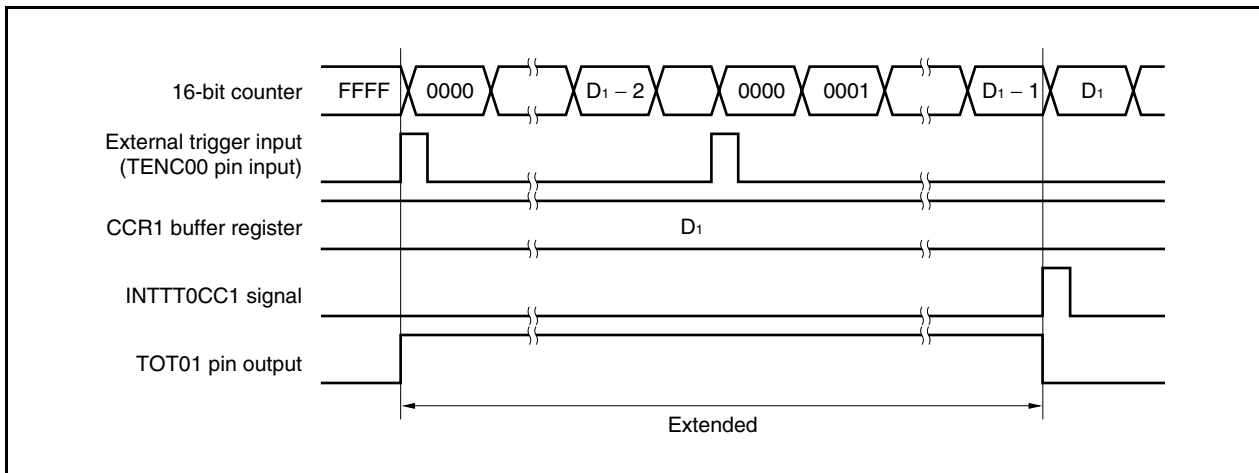 16-bit counter FFFF 0000 D1 – 2 0000 0001 D1 – 1 D1
External trigger input
(TENC00 pin input)
CCR1 buffer register D1
INTTT0CC1 signal
TOT01 pin output
Extended